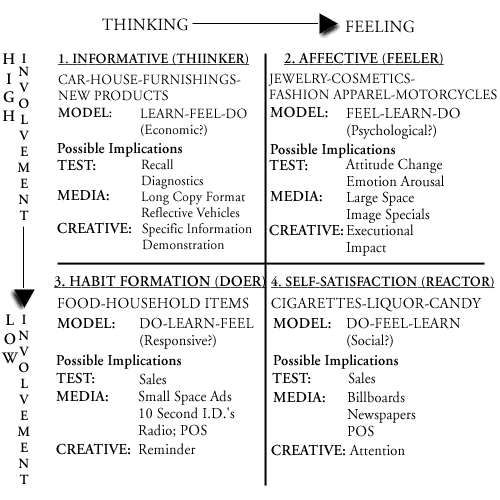 THINKING FEELING
HIGH INVOLVEMENT
1. INFORMATIVE (THIINKER)
CAR-HOUSE-FURNISHINGS-
NEW PRODUCTS
MODEL: LEARN-FEEL-DO
(Economic?)
Possible Implications
TEST: Recall
Diagnostics
MEDIA: Long Copy Format
Reflective Vehicles
CREATIVE: Specific Information
Demonstration
2. AFFECTIVE (FEELER)
JEWELRY-COSMETICS-
FASHION APPAREL-MOTORCYCLES
MODEL: FEEL-LEARN-DO
(Psychological?)
Possible Implications
TEST: Attitude Change
Emotion Arousal
MEDIA: Large Space
Image Specials
CREATIVE: Executional
Impact
LOW INVOLVEMENT
3. HABIT FORMATION (DOER)
FOOD-HOUSEHOLD ITEMS
MODEL: DO-LEARN-FEEL
(Responsive?)
Possible Implications
TEST: Sales
MEDIA: Small Space Ads
10 Second I.D.'s
Radio; POS
CREATIVE: Reminder
4. SELF-SATISFACTION (REACTOR)
CIGARETTES-LIQUOR-CANDY
MODEL: DO-FEEL-LEARN
(Social?)
Possible Implications
TEST: Sales
MEDIA: Billboards
Newspapers
POS
CREATIVE: Attention